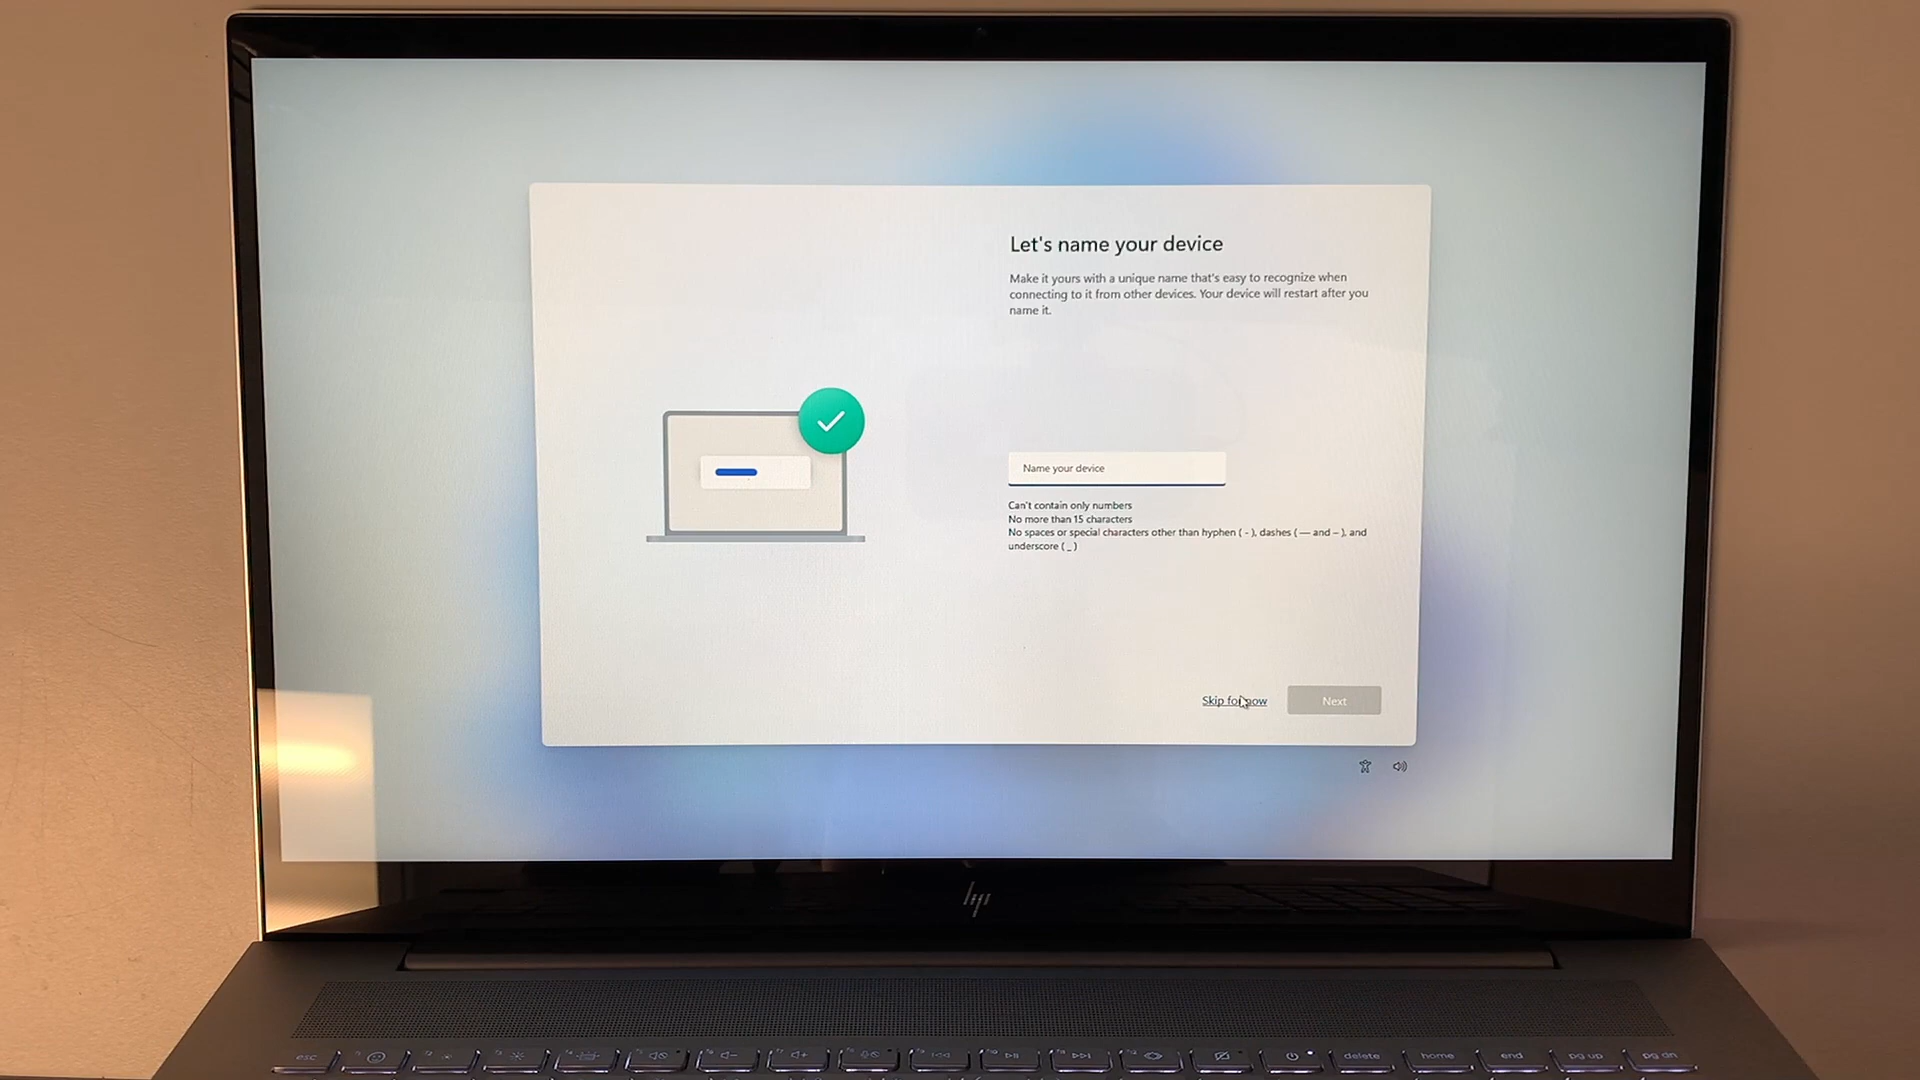 Let's name your device
Make it yours with a unique name that's easy to recognize when
connecting to it from other devices. Your device will restart after you
name it.
Name your device
Can't contain only numbers
No more than 15 characters
No spaces or special characters other than hyphen ( - ), dashes ( — and – ), and
underscore ( _ )
Skip for now
Next
hp
esc
delete
home
end
pg up
pg dn